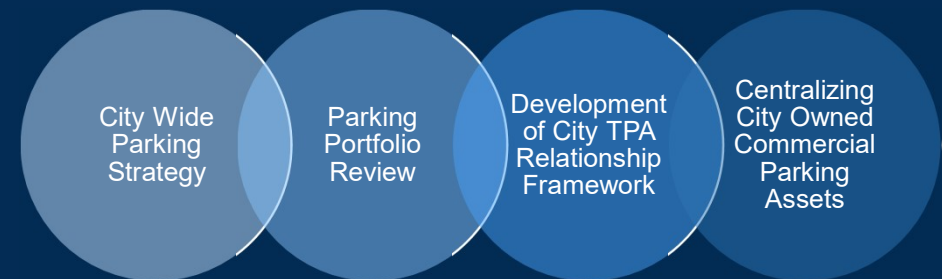 City Wide
Parking
Strategy
Parking
Portfolio
Review
Development
of City TPA
Relationship
Framework
Centralizing
City Owned
Commercial
Parking
Assets